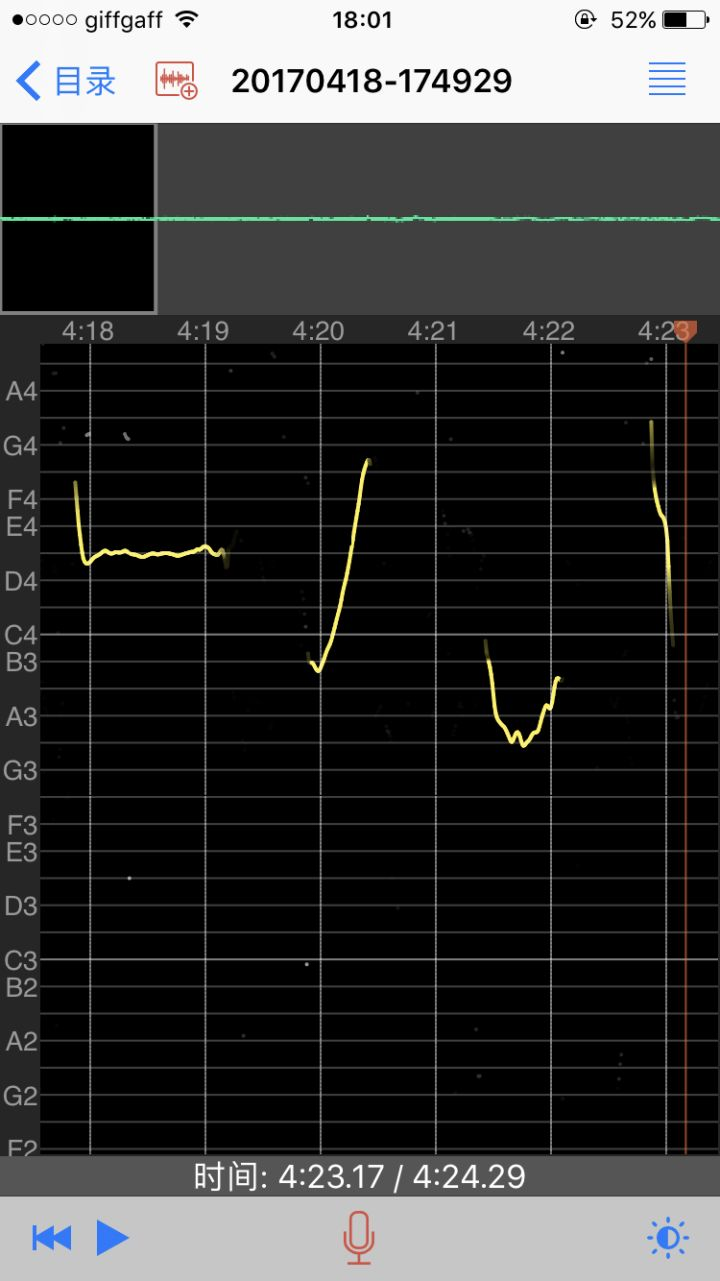 giffgaff 18:01 52%
目录 20170418-174929
4:18 4:19 4:20 4:21 4:22 4:23
A4
G4
F4
E4
D4
C4
B3
A3
G3
F3
E3
D3
C3
B2
A2
G2
F2
时间: 4:23.17 / 4:24.29